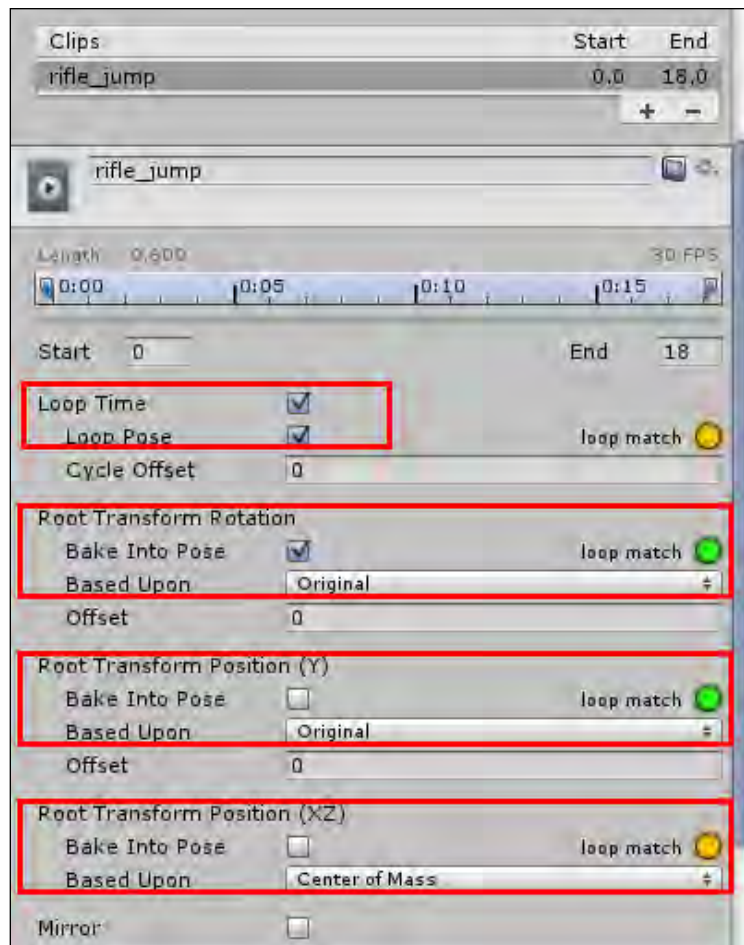 Clips Start End
rifle_jump 0.0 18.0
+ −
rifle_jump
Length 0.600 30 FPS
0:00 0:05 0:10 0:15
Start 0 End 18
Loop Time
Loop Pose loop match
Cycle Offset 0
Root Transform Rotation
Bake Into Pose loop match
Based Upon Original
Offset 0
Root Transform Position (Y)
Bake Into Pose loop match
Based Upon Original
Offset 0
Root Transform Position (XZ)
Bake Into Pose loop match
Based Upon Center of Mass
Mirror